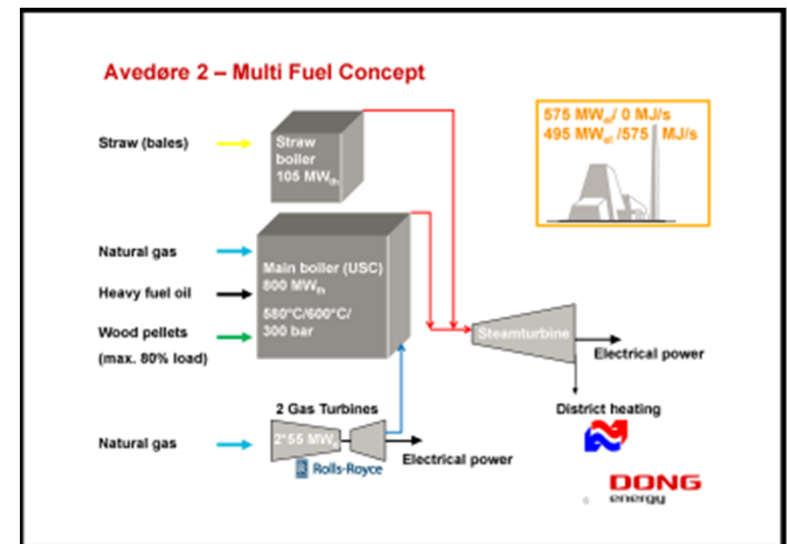 Avedøre 2 – Multi Fuel Concept
575 MWel/ 0 MJ/s
495 MWel /575 MJ/s
Straw (bales)
Straw
boiler
105 MWth
Natural gas
Heavy fuel oil
Wood pellets
(max. 80% load)
Main boiler (USC)
800 MWth
580°C/600°C/
300 bar
Steamturbine
Electrical power
District heating
2 Gas Turbines
Natural gas
2*55 MWe
Rolls-Royce
Electrical power
DONG
energy
6